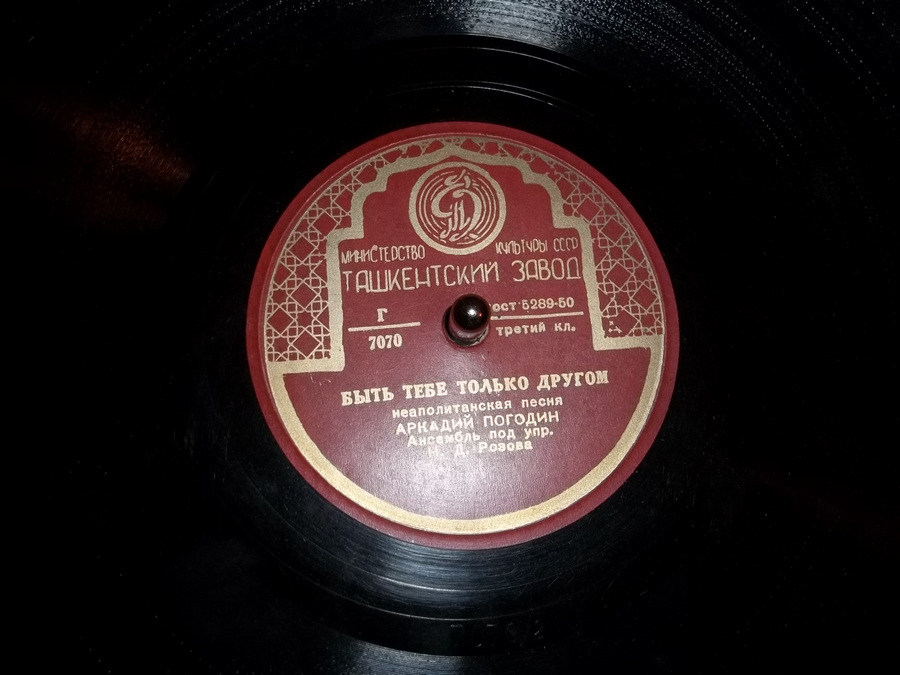 МИНИСТЕРСТВО КУЛЬТУРЫ СССР
ТАШКЕНТСКИЙ ЗАВОД
Г
7070
ГОСТ 5289-50
третий кл.
БЫТЬ ТЕБЕ ТОЛЬКО ДРУГОМ
неаполитанская песня
АРКАДИЙ ПОГОДИН
Ансамбль под упр.
Д. Розова